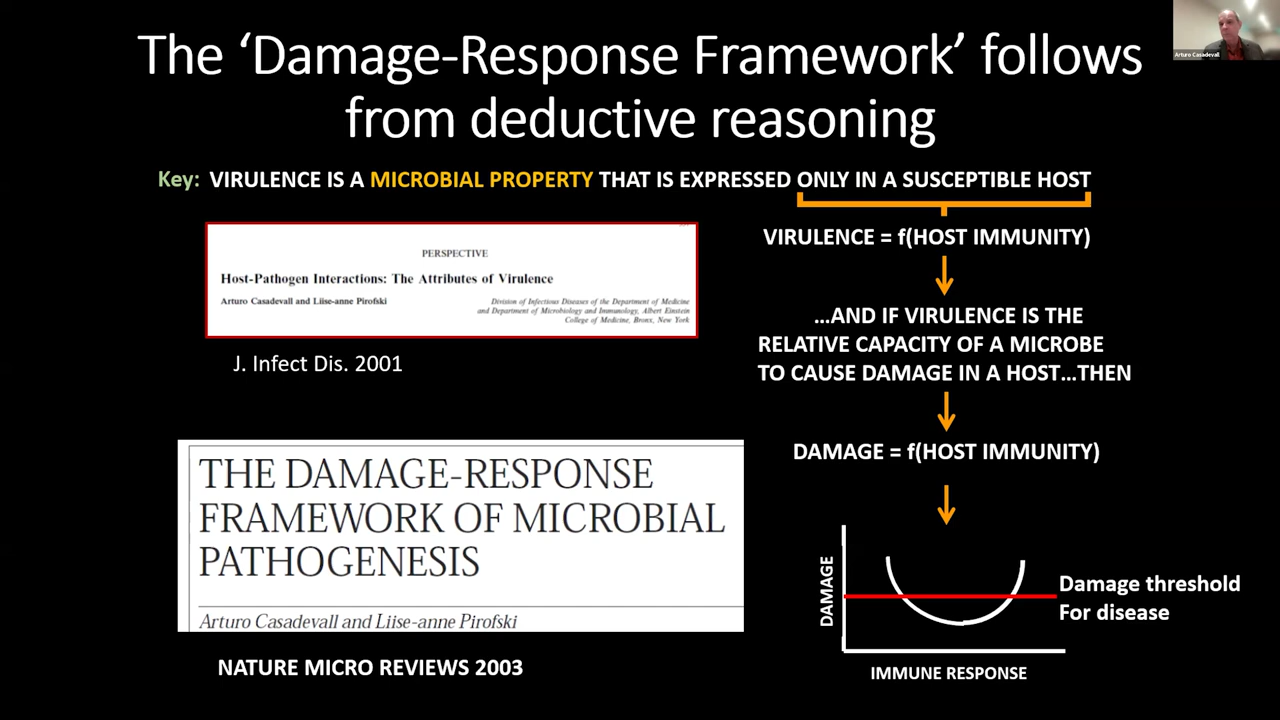 The ‘Damage-Response Framework’ follows
from deductive reasoning
Arturo Casadevall
Key: VIRULENCE IS A MICROBIAL PROPERTY THAT IS EXPRESSED ONLY IN A SUSCEPTIBLE HOST
PERSPECTIVE
Host-Pathogen Interactions: The Attributes of Virulence
Arturo Casadevall and Liise-anne Pirofski
Division of Infectious Diseases of the Department of Medicine
and Department of Microbiology and Immunology, Albert Einstein
College of Medicine, Bronx, New York
J. Infect Dis. 2001
THE DAMAGE-RESPONSE
FRAMEWORK OF MICROBIAL
PATHOGENESIS
Arturo Casadevall and Liise-anne Pirofski
NATURE MICRO REVIEWS 2003
VIRULENCE = f(HOST IMMUNITY)
...AND IF VIRULENCE IS THE
RELATIVE CAPACITY OF A MICROBE
TO CAUSE DAMAGE IN A HOST...THEN
DAMAGE = f(HOST IMMUNITY)
DAMAGE
Damage threshold
For disease
IMMUNE RESPONSE